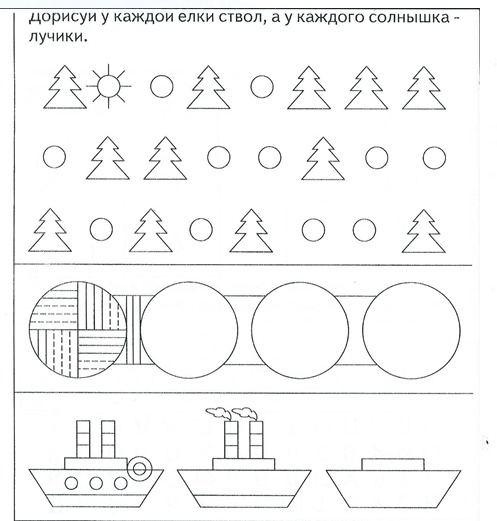 Дорисуй у каждой елки ствол, а у каждого солнышка -
лучики.